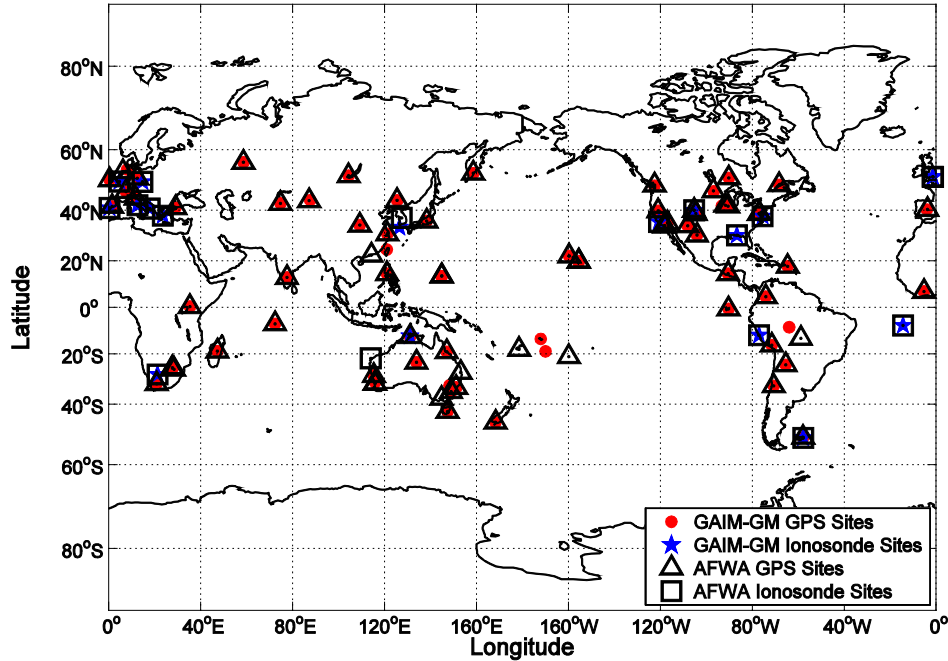 80°N
60°N
40°N
20°N
0°
20°S
40°S
60°S
80°S
Latitude
0° 40°E 80°E 120°E 160°E 160°W 120°W 80°W 40°W 0°
Longitude
GAIM-GM GPS Sites
GAIM-GM Ionosonde Sites
AFWA GPS Sites
AFWA Ionosonde Sites